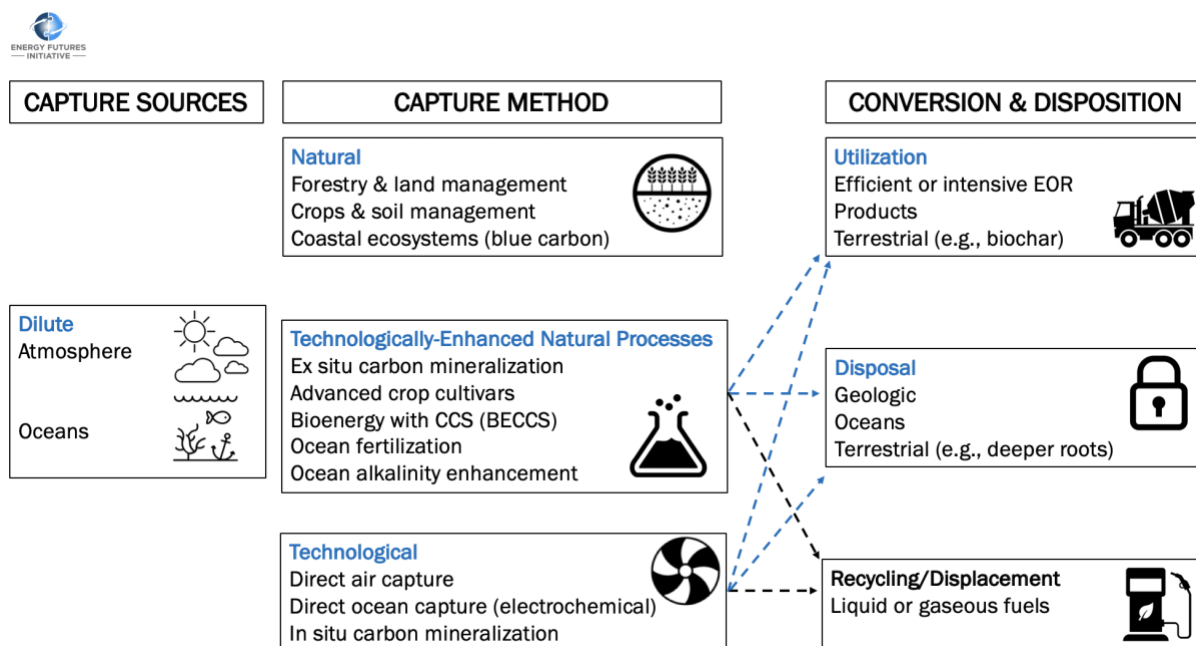 ENERGY FUTURES
INITIATIVE
CAPTURE SOURCES
CAPTURE METHOD
CONVERSION & DISPOSITION
Natural
Forestry & land management
Crops & soil management
Coastal ecosystems (blue carbon)
Utilization
Efficient or intensive EOR
Products
Terrestrial (e.g., biochar)
Dilute
Atmosphere
Oceans
Technologically-Enhanced Natural Processes
Ex situ carbon mineralization
Advanced crop cultivars
Bioenergy with CCS (BECCS)
Ocean fertilization
Ocean alkalinity enhancement
Disposal
Geologic
Oceans
Terrestrial (e.g., deeper roots)
Technological
Direct air capture
Direct ocean capture (electrochemical)
In situ carbon mineralization
Recycling/Displacement
Liquid or gaseous fuels